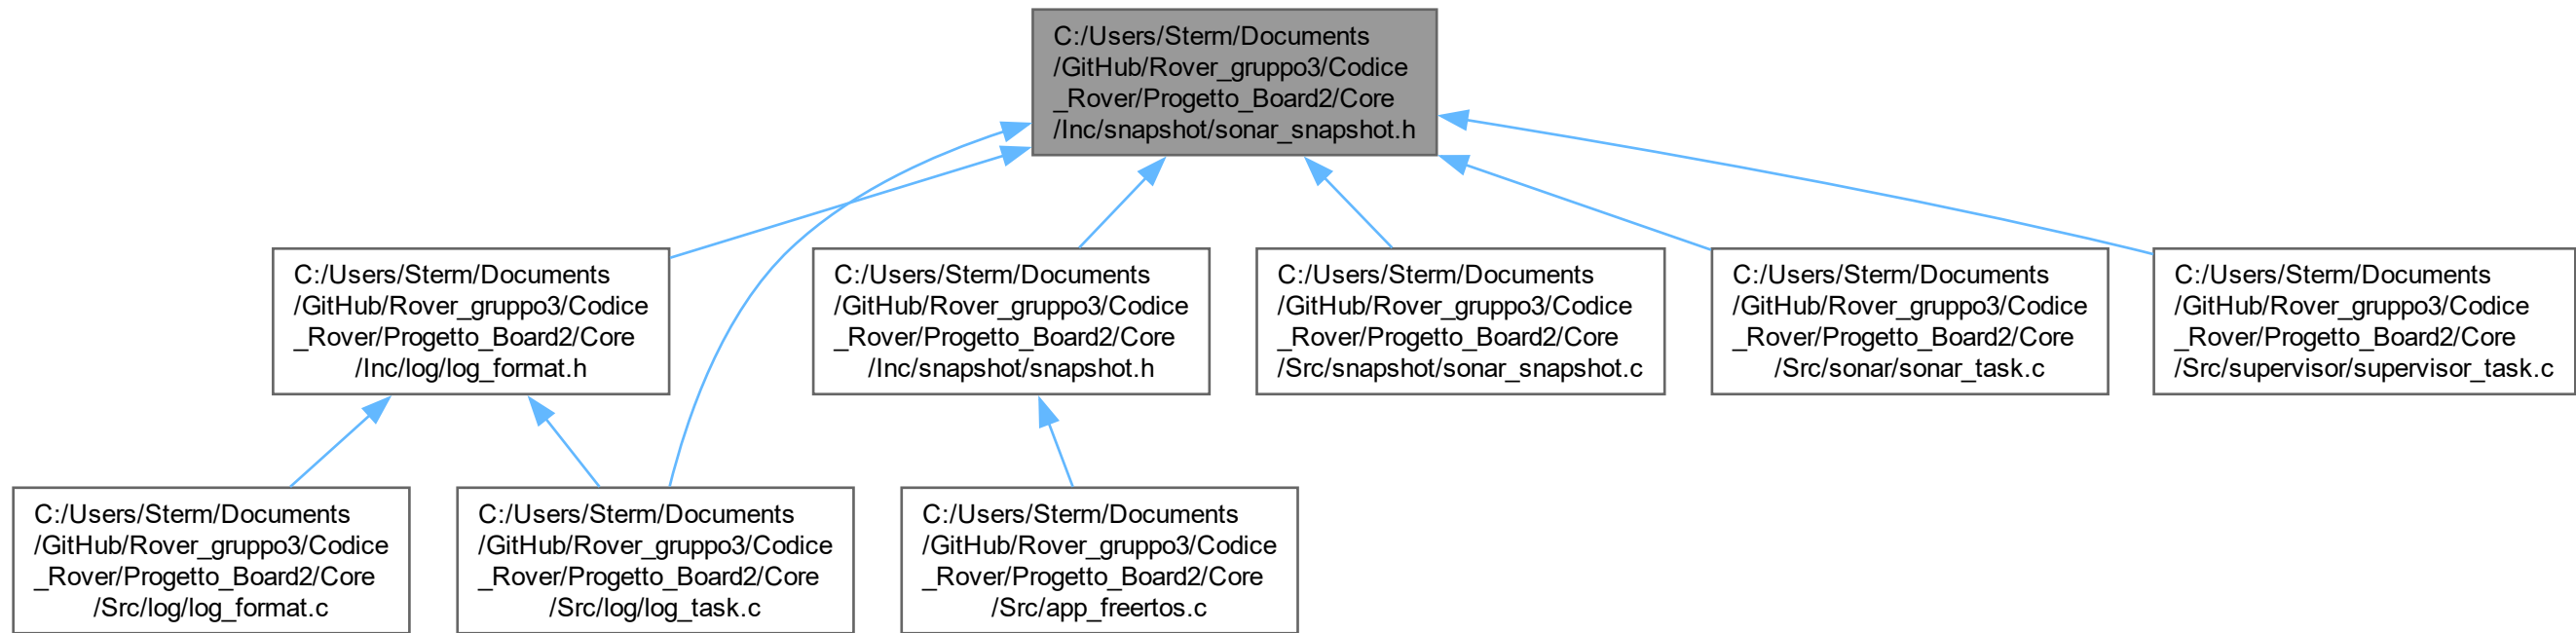 C:/Users/Sterm/Documents
/GitHub/Rover_gruppo3/Codice
_Rover/Progetto_Board2/Core
/Inc/snapshot/sonar_snapshot.h
C:/Users/Sterm/Documents
/GitHub/Rover_gruppo3/Codice
_Rover/Progetto_Board2/Core
/Inc/log/log_format.h
C:/Users/Sterm/Documents
/GitHub/Rover_gruppo3/Codice
_Rover/Progetto_Board2/Core
/Inc/snapshot/snapshot.h
C:/Users/Sterm/Documents
/GitHub/Rover_gruppo3/Codice
_Rover/Progetto_Board2/Core
/Src/snapshot/sonar_snapshot.c
C:/Users/Sterm/Documents
/GitHub/Rover_gruppo3/Codice
_Rover/Progetto_Board2/Core
/Src/sonar/sonar_task.c
C:/Users/Sterm/Documents
/GitHub/Rover_gruppo3/Codice
_Rover/Progetto_Board2/Core
/Src/supervisor/supervisor_task.c
C:/Users/Sterm/Documents
/GitHub/Rover_gruppo3/Codice
_Rover/Progetto_Board2/Core
/Src/log/log_format.c
C:/Users/Sterm/Documents
/GitHub/Rover_gruppo3/Codice
_Rover/Progetto_Board2/Core
/Src/log/log_task.c
C:/Users/Sterm/Documents
/GitHub/Rover_gruppo3/Codice
_Rover/Progetto_Board2/Core
/Src/app_freertos.c